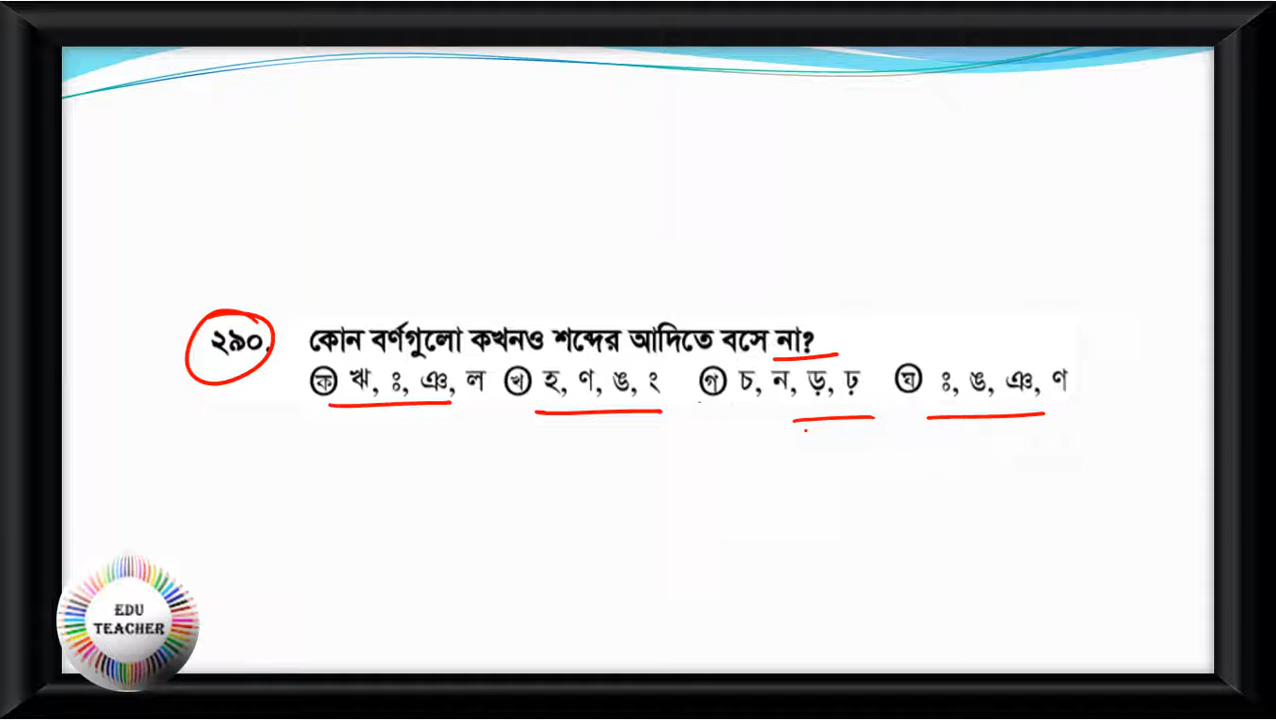 ২৯০. কোন বর্ণগুলো কখনও শব্দের আদিতে বসে না?
ক ঋ, ঃ, ঞ, ল খ হ, ণ, ঙ, ং গ চ, ন, ড়, ঢ় ঘ ঃ, ঙ, ঞ, ণ
EDU
TEACHER